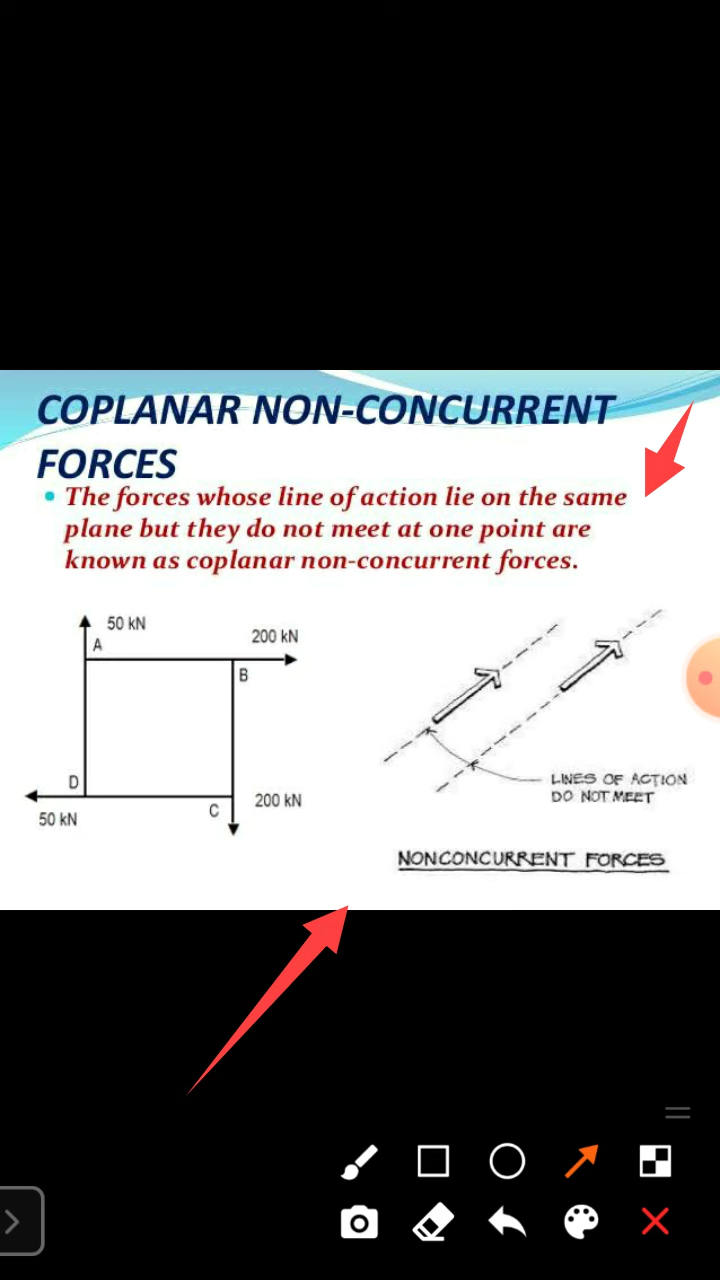 COPLANAR NON-CONCURRENT
FORCES
• The forces whose line of action lie on the same
plane but they do not meet at one point are
known as coplanar non-concurrent forces.
50 kN
A
200 kN
B
D
C
200 kN
50 kN
LINES OF ACTION
DO NOT MEET
NONCONCURRENT FORCES